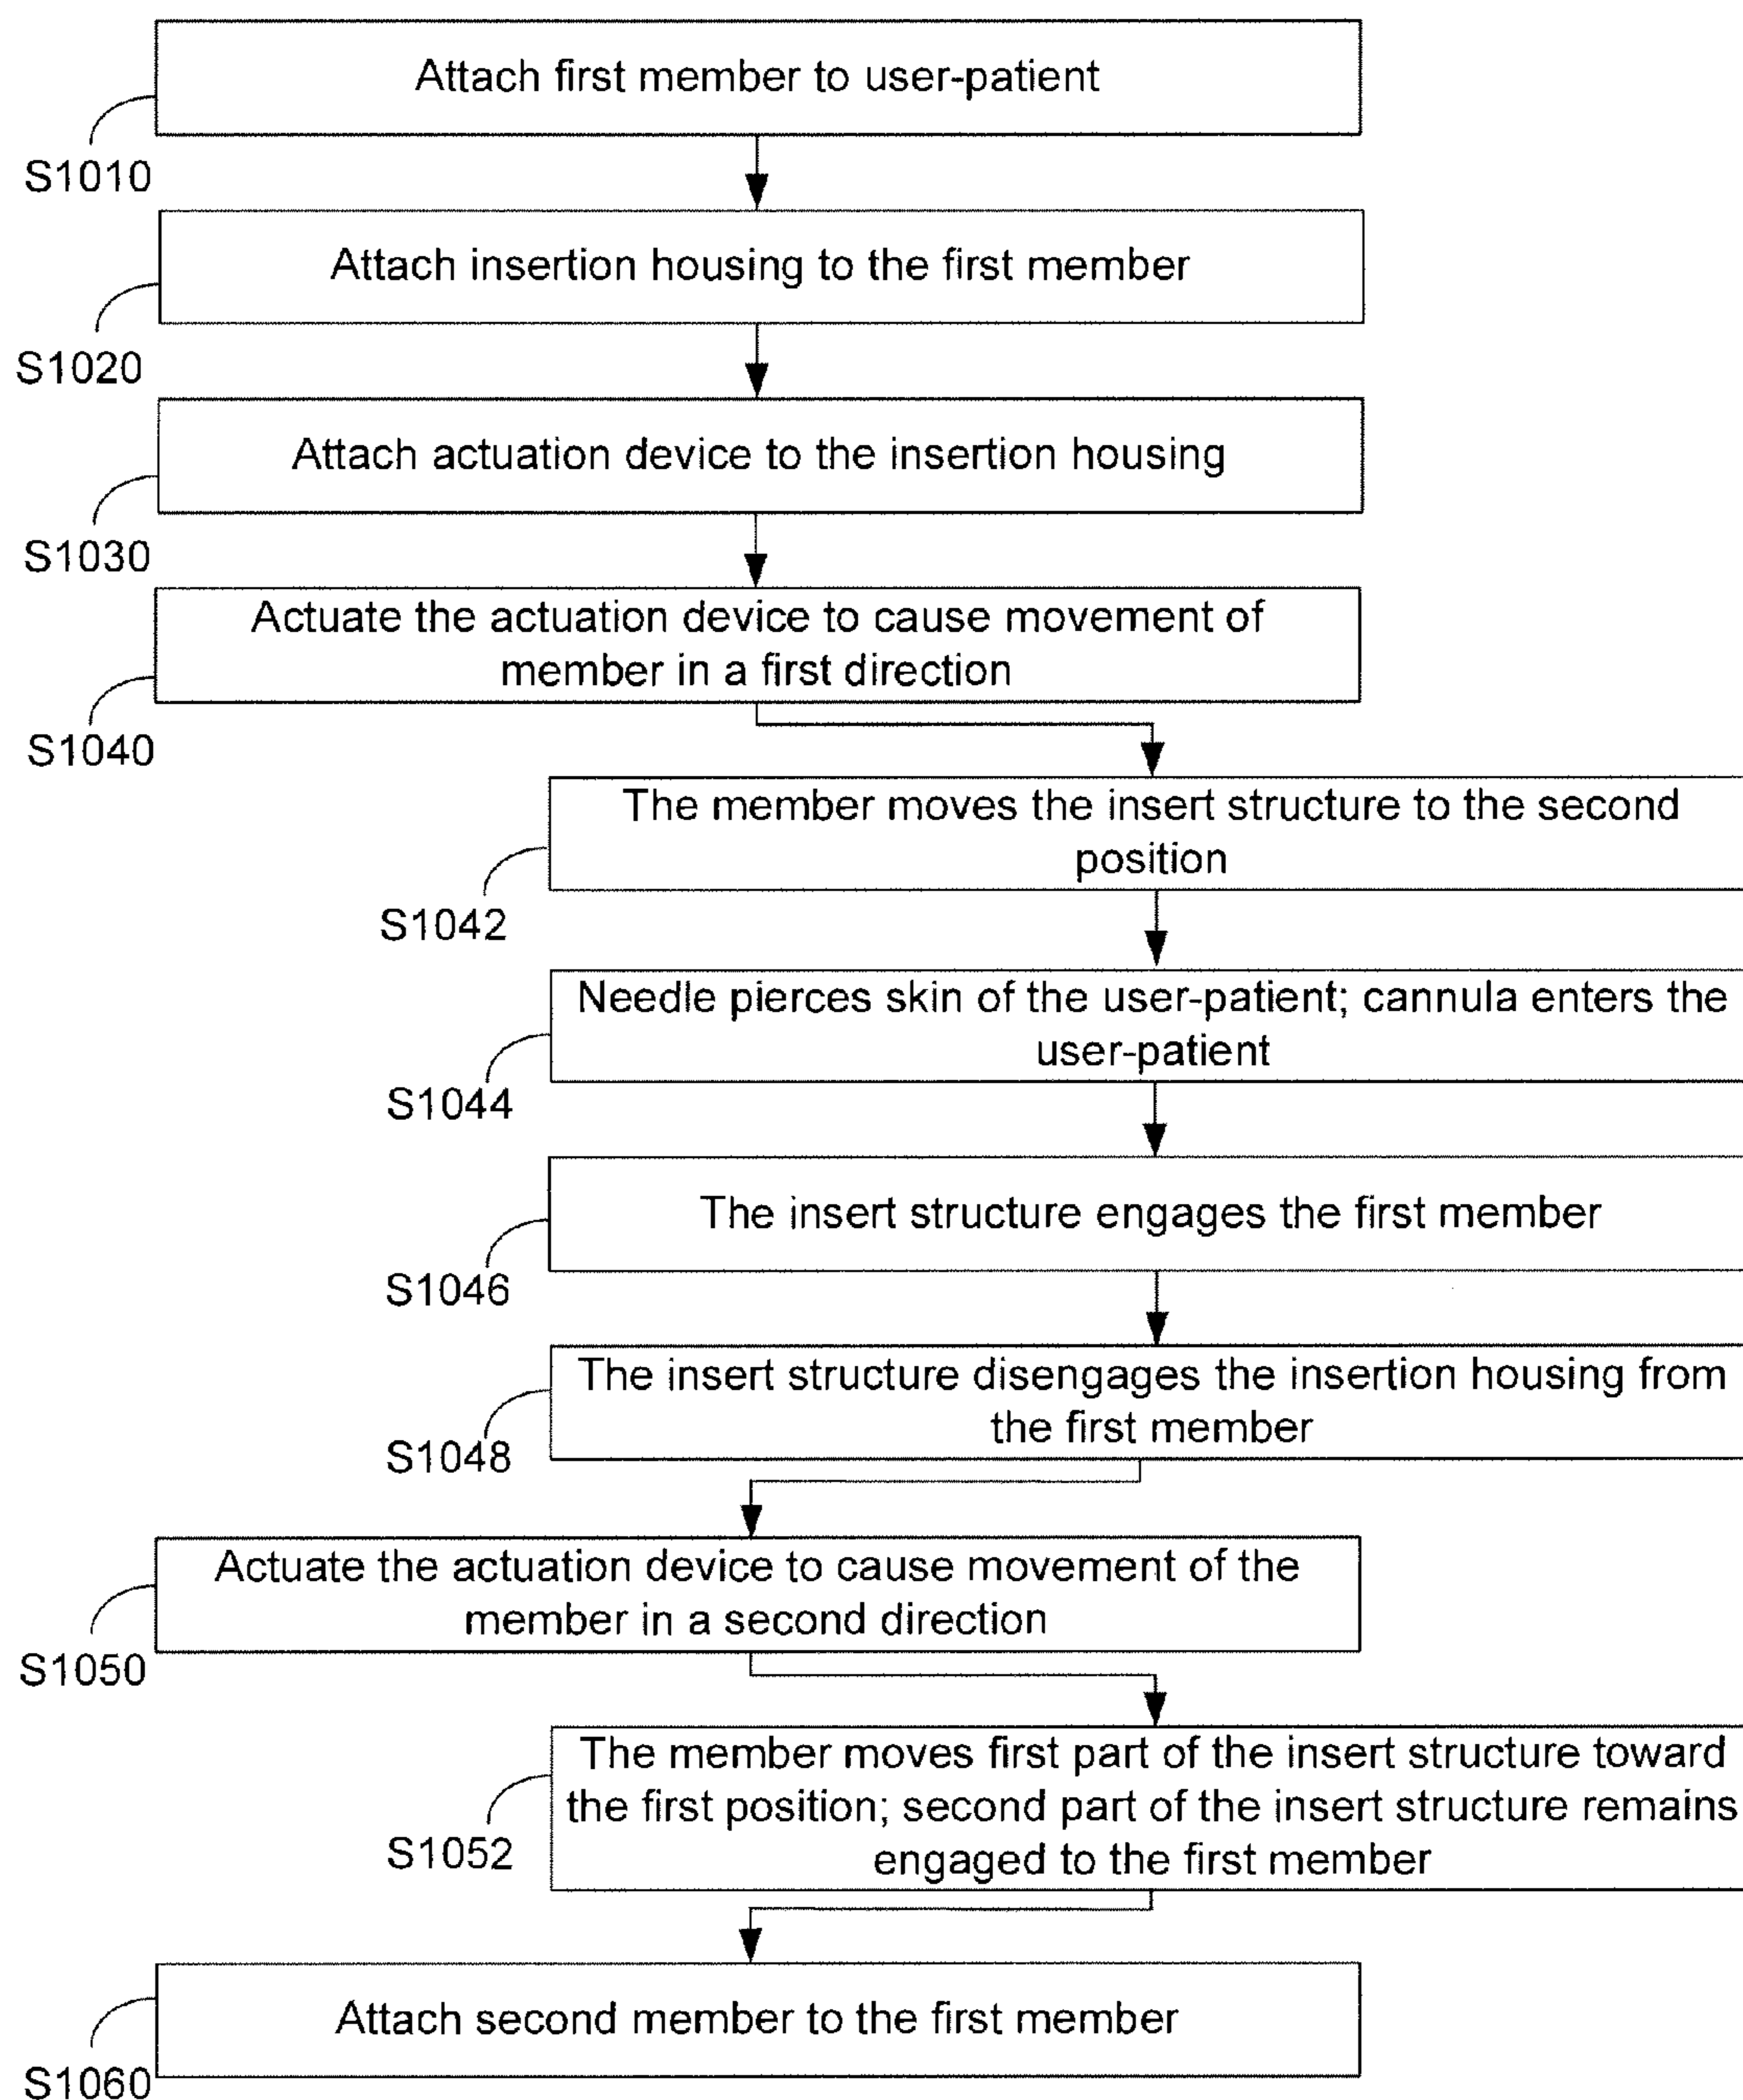 Attach first member to user-patient
S1010
Attach insertion housing to the first member
S1020
Attach actuation device to the insertion housing
S1030
Actuate the actuation device to cause movement of
member in a first direction
S1040
The member moves the insert structure to the second
position
S1042
Needle pierces skin of the user-patient; cannula enters the
user-patient
S1044
The insert structure engages the first member
S1046
The insert structure disengages the insertion housing from
the first member
S1048
Actuate the actuation device to cause movement of the
member in a second direction
S1050
The member moves first part of the insert structure toward
the first position; second part of the insert structure remains
engaged to the first member
S1052
Attach second member to the first member
S1060